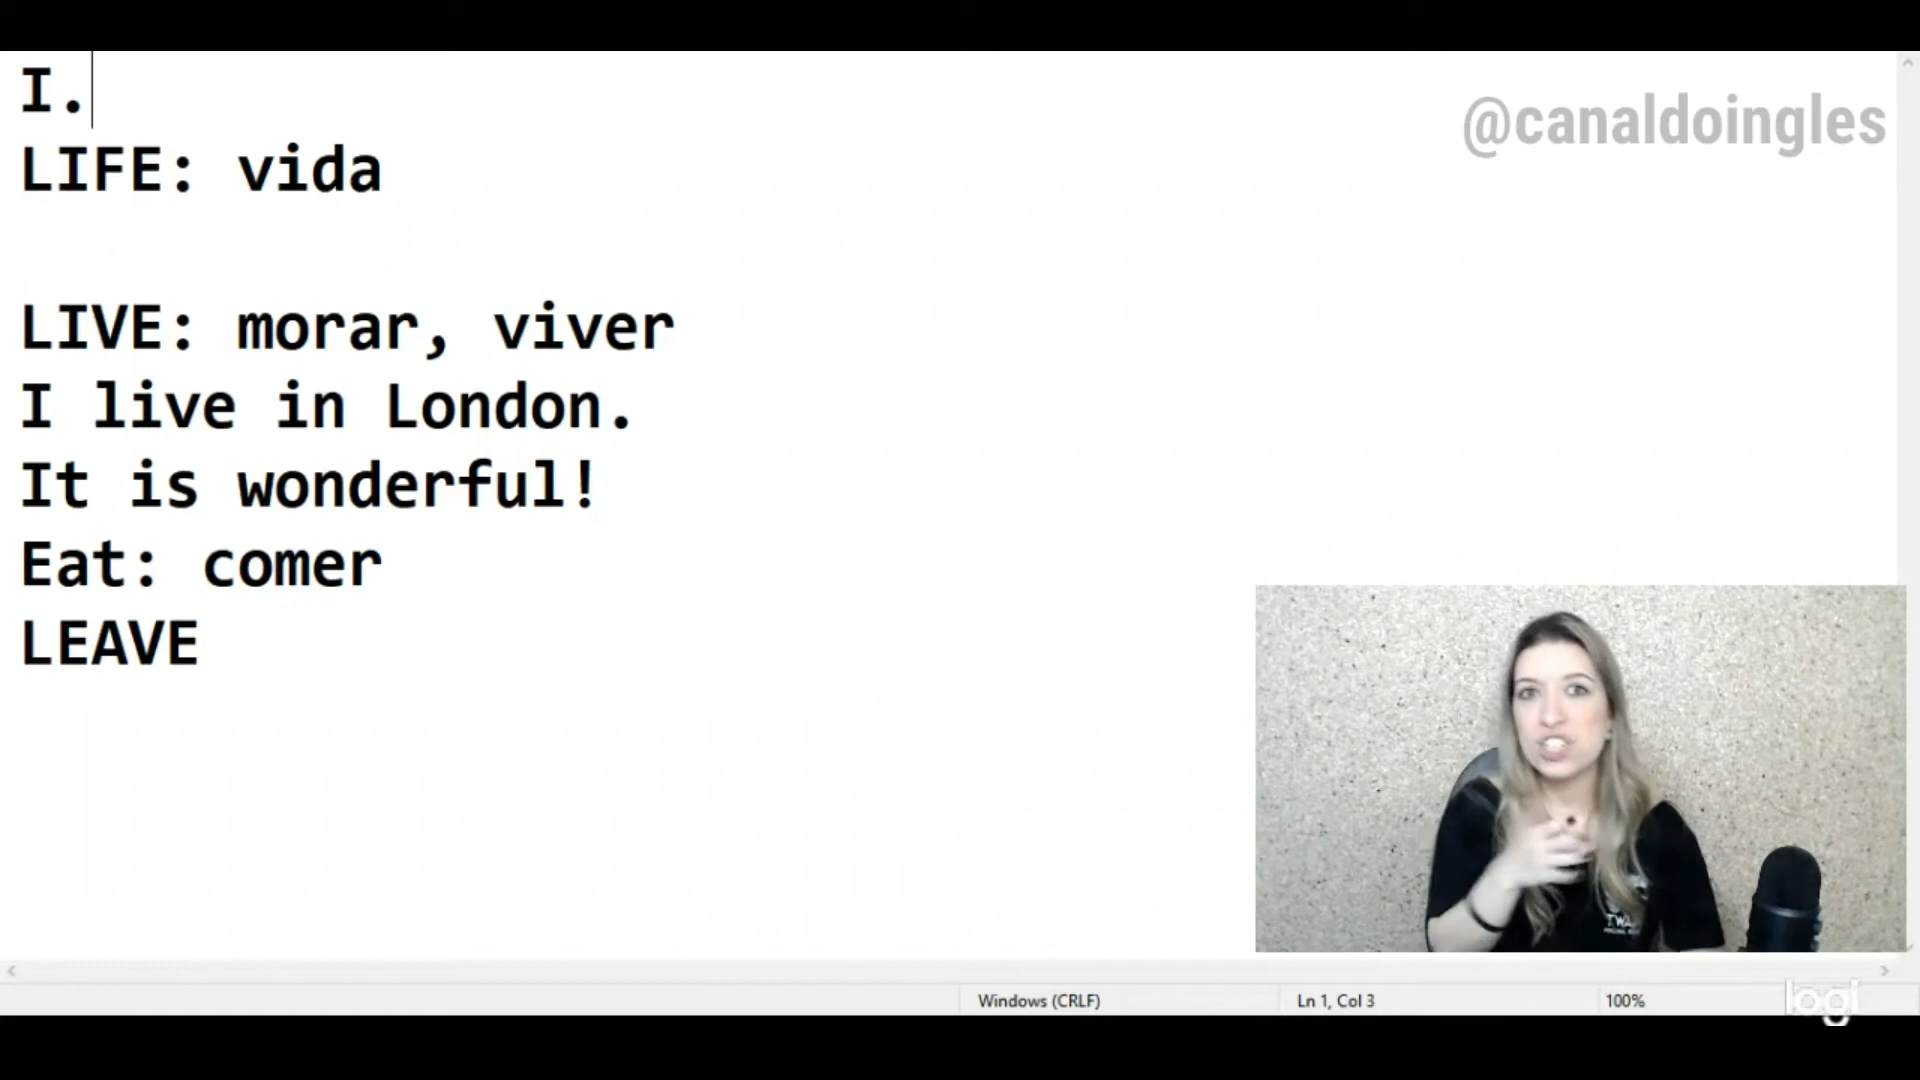 I.
@canaldoingles
LIFE: vida
LIVE: morar, viver
I live in London.
It is wonderful!
Eat: comer
LEAVE
Windows (CRLF)
Ln 1, Col 3
100%
logi